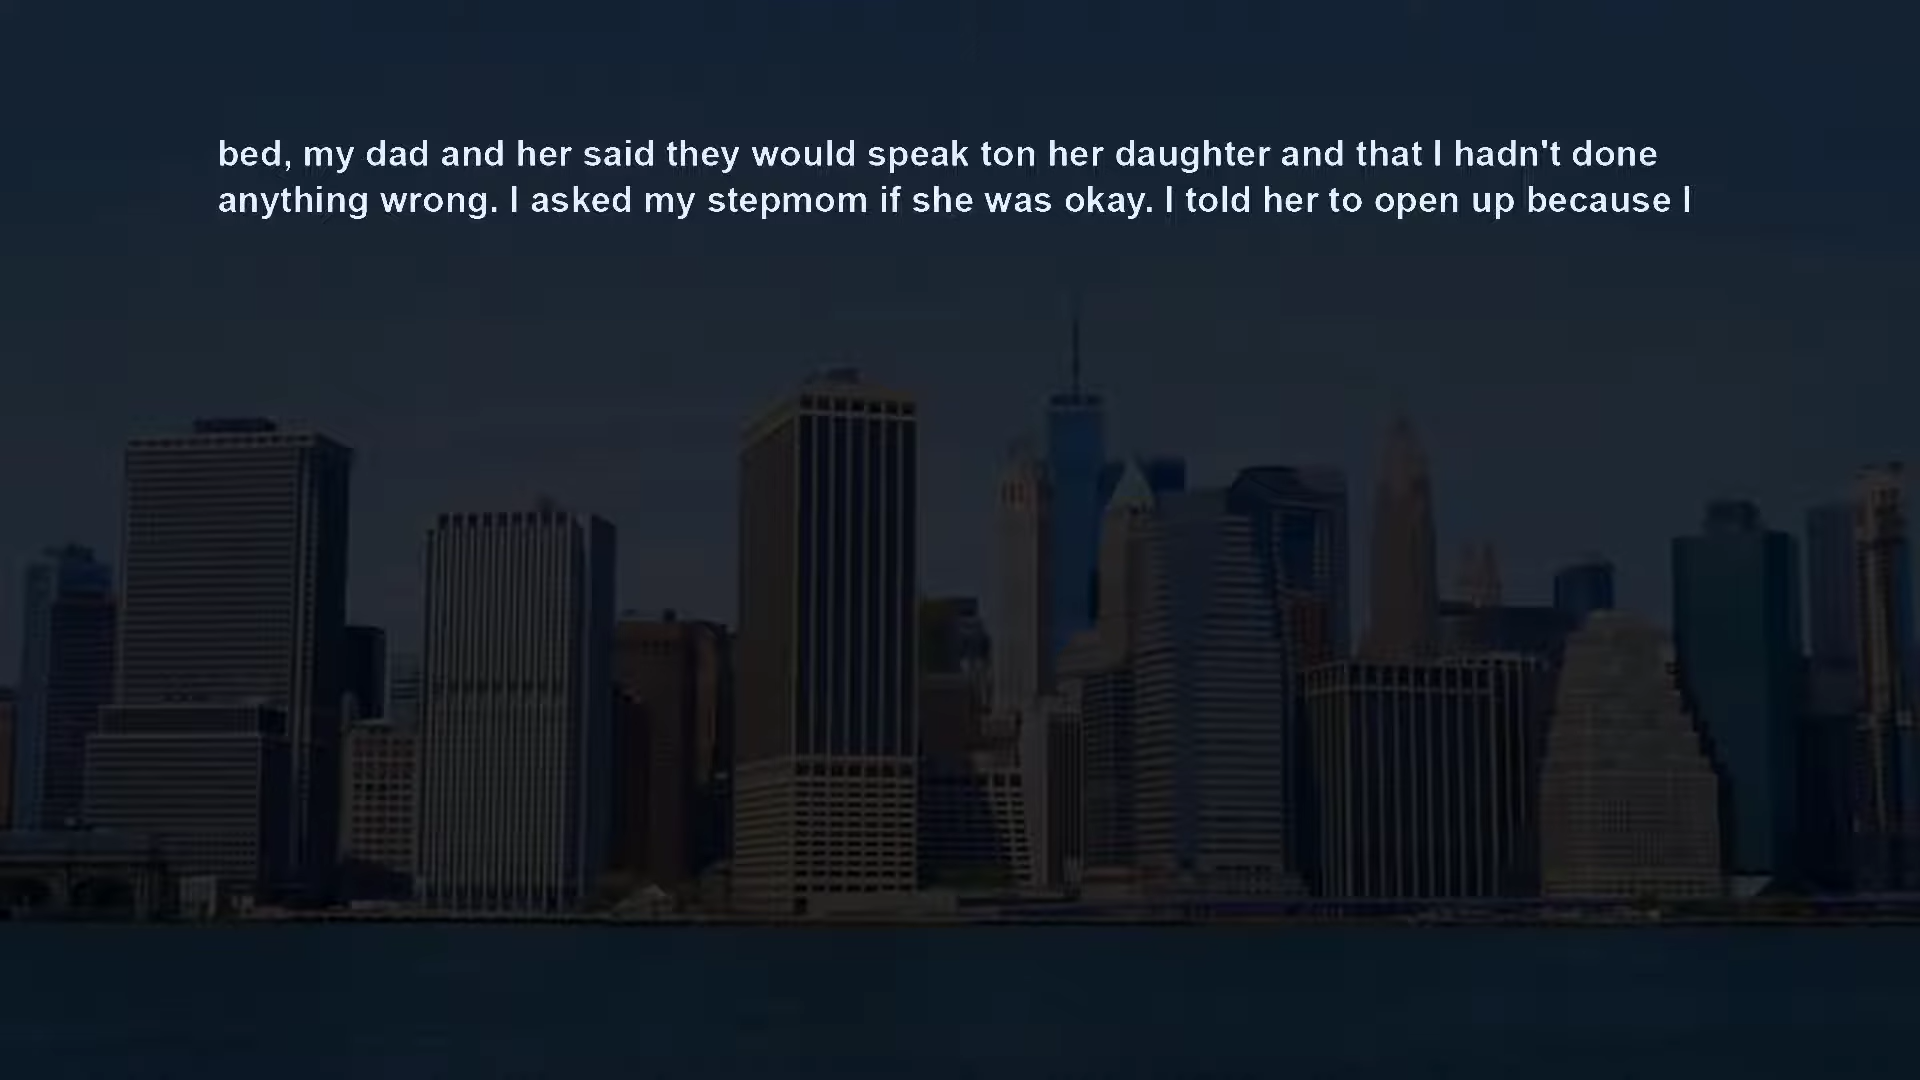 bed, my dad and her said they would speak ton her daughter and that I hadn't done
anything wrong. I asked my stepmom if she was okay. I told her to open up because I